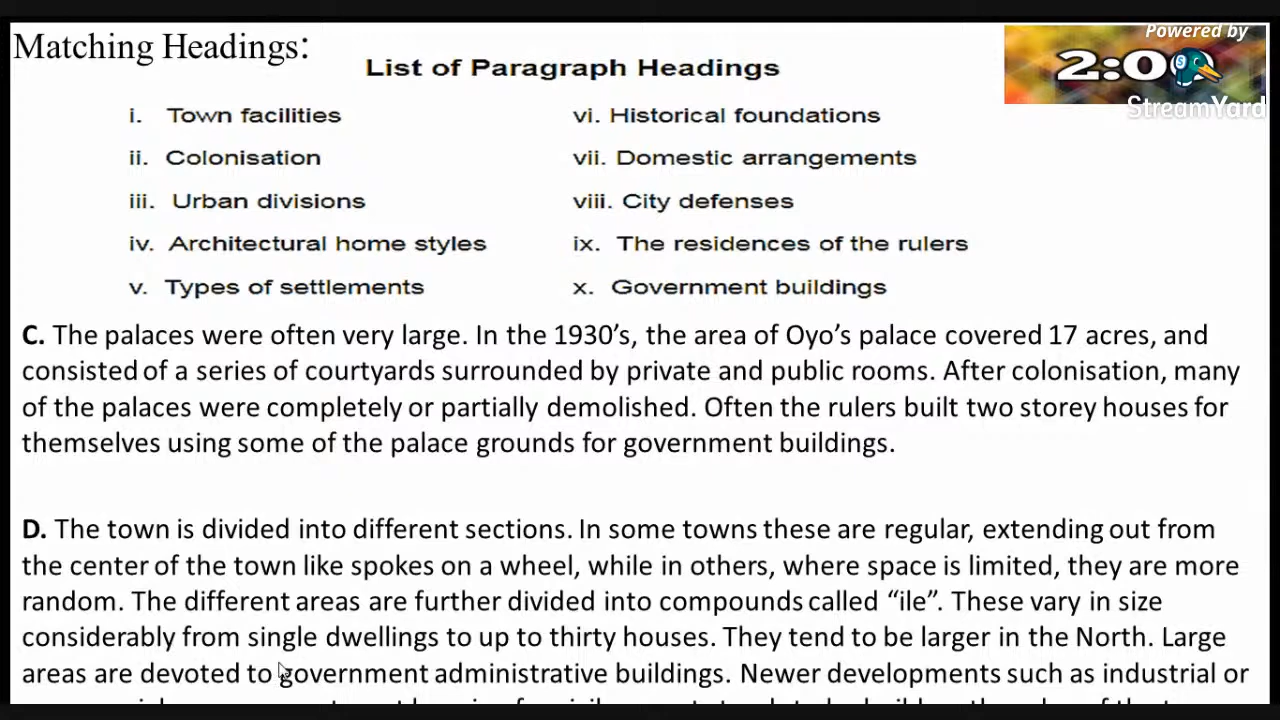 Matching Headings:
Powered by
List of Paragraph Headings
2:0
StreamYard
i. Town facilities
vi. Historical foundations
ii. Colonisation
vii. Domestic arrangements
iii. Urban divisions
viii. City defenses
iv. Architectural home styles
ix. The residences of the rulers
v. Types of settlements
x. Government buildings
C. The palaces were often very large. In the 1930’s, the area of Oyo’s palace covered 17 acres, and
consisted of a series of courtyards surrounded by private and public rooms. After colonisation, many
of the palaces were completely or partially demolished. Often the rulers built two storey houses for
themselves using some of the palace grounds for government buildings.
D. The town is divided into different sections. In some towns these are regular, extending out from
the center of the town like spokes on a wheel, while in others, where space is limited, they are more
random. The different areas are further divided into compounds called “ile”. These vary in size
considerably from single dwellings to up to thirty houses. They tend to be larger in the North. Large
areas are devoted to government administrative buildings. Newer developments such as industrial or